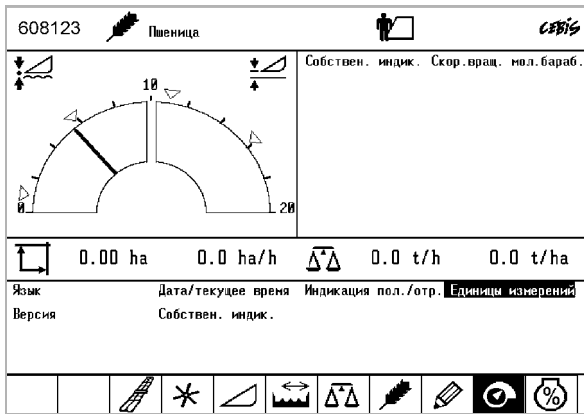 608123 Пшеница CEBIS
Собствен. индик. Скор.вращ. мол.бараб.
10
0 20
0.00 ha 0.0 ha/h 0.0 t/h 0.0 t/ha
Язык Дата/текущее время Индикация пол./отр. Единицы измерений
Версия Собствен. индик.
%